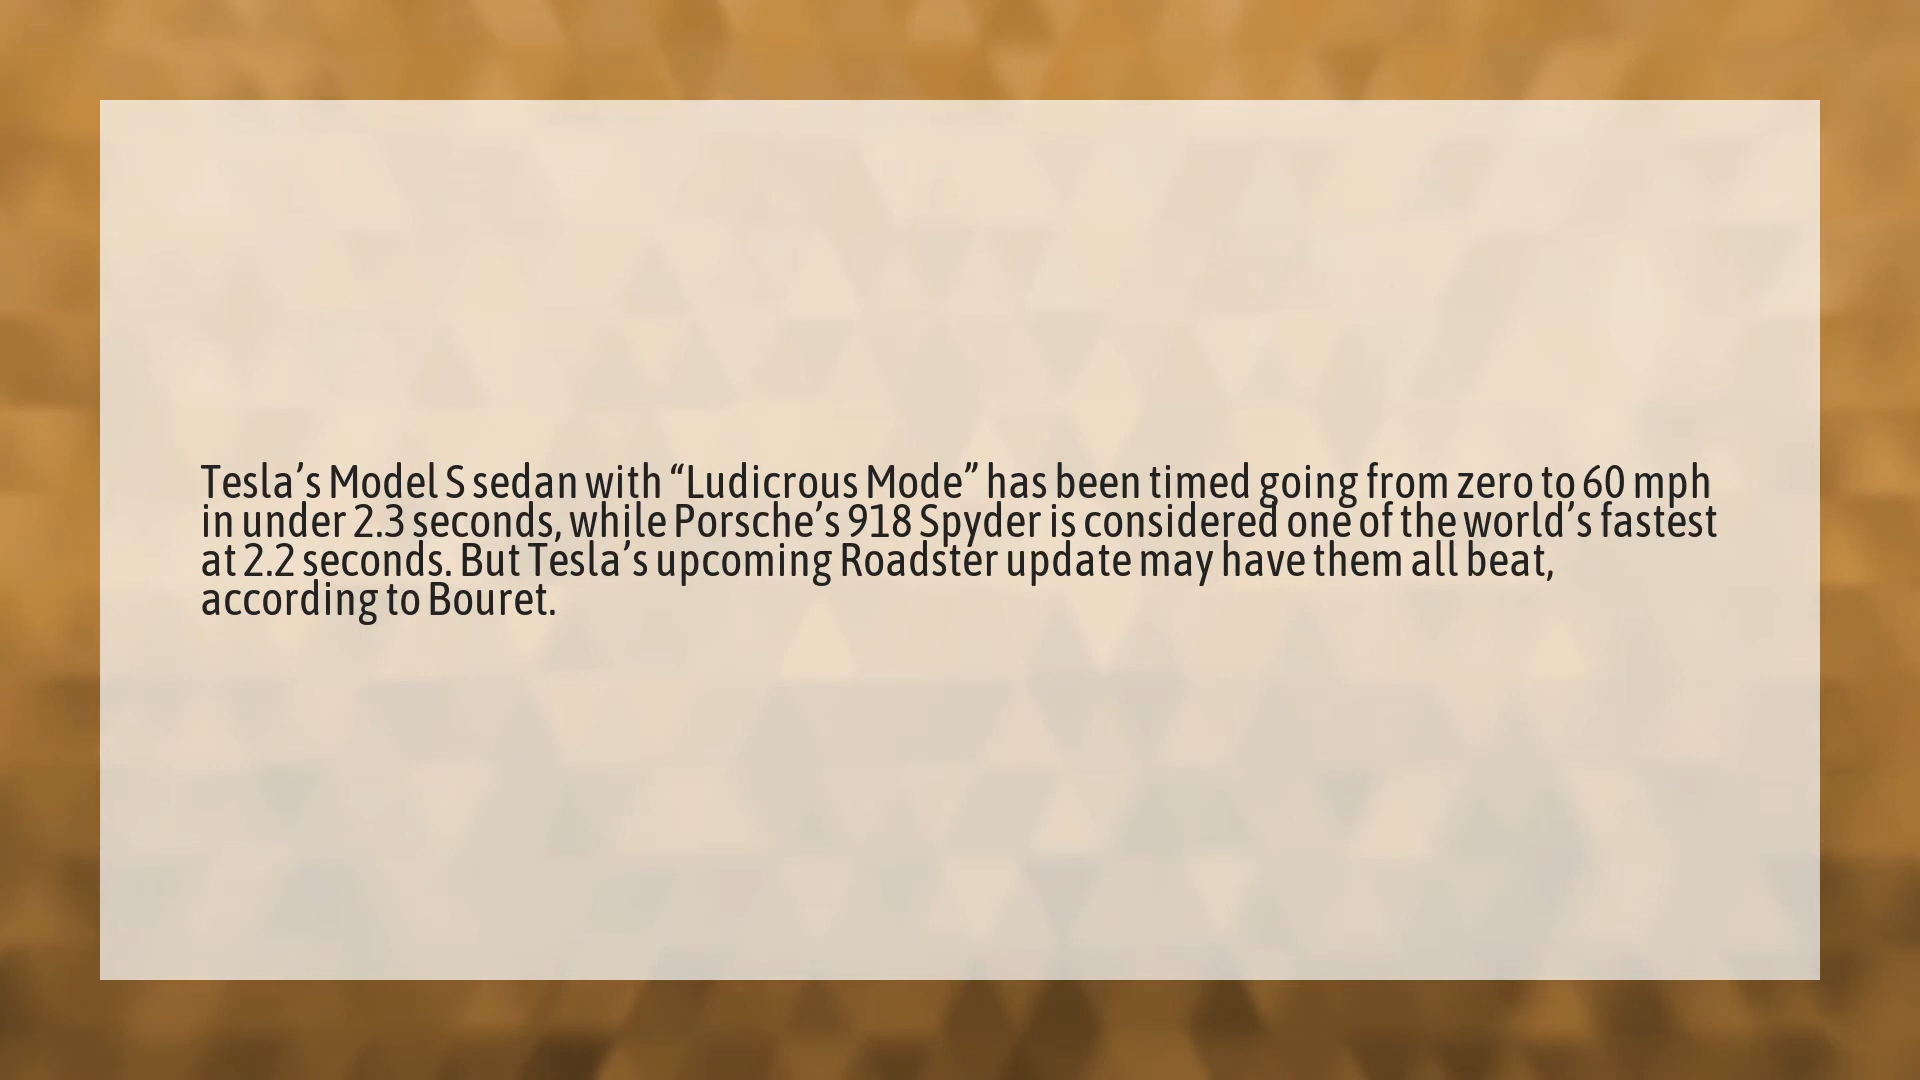 Tesla’s Model S sedan with “Ludicrous Mode” has been timed going from zero to 60 mph
in under 2.3 seconds, while Porsche’s 918 Spyder is considered one of the world’s fastest
at 2.2 seconds. But Tesla’s upcoming Roadster update may have them all beat,
according to Bouret.